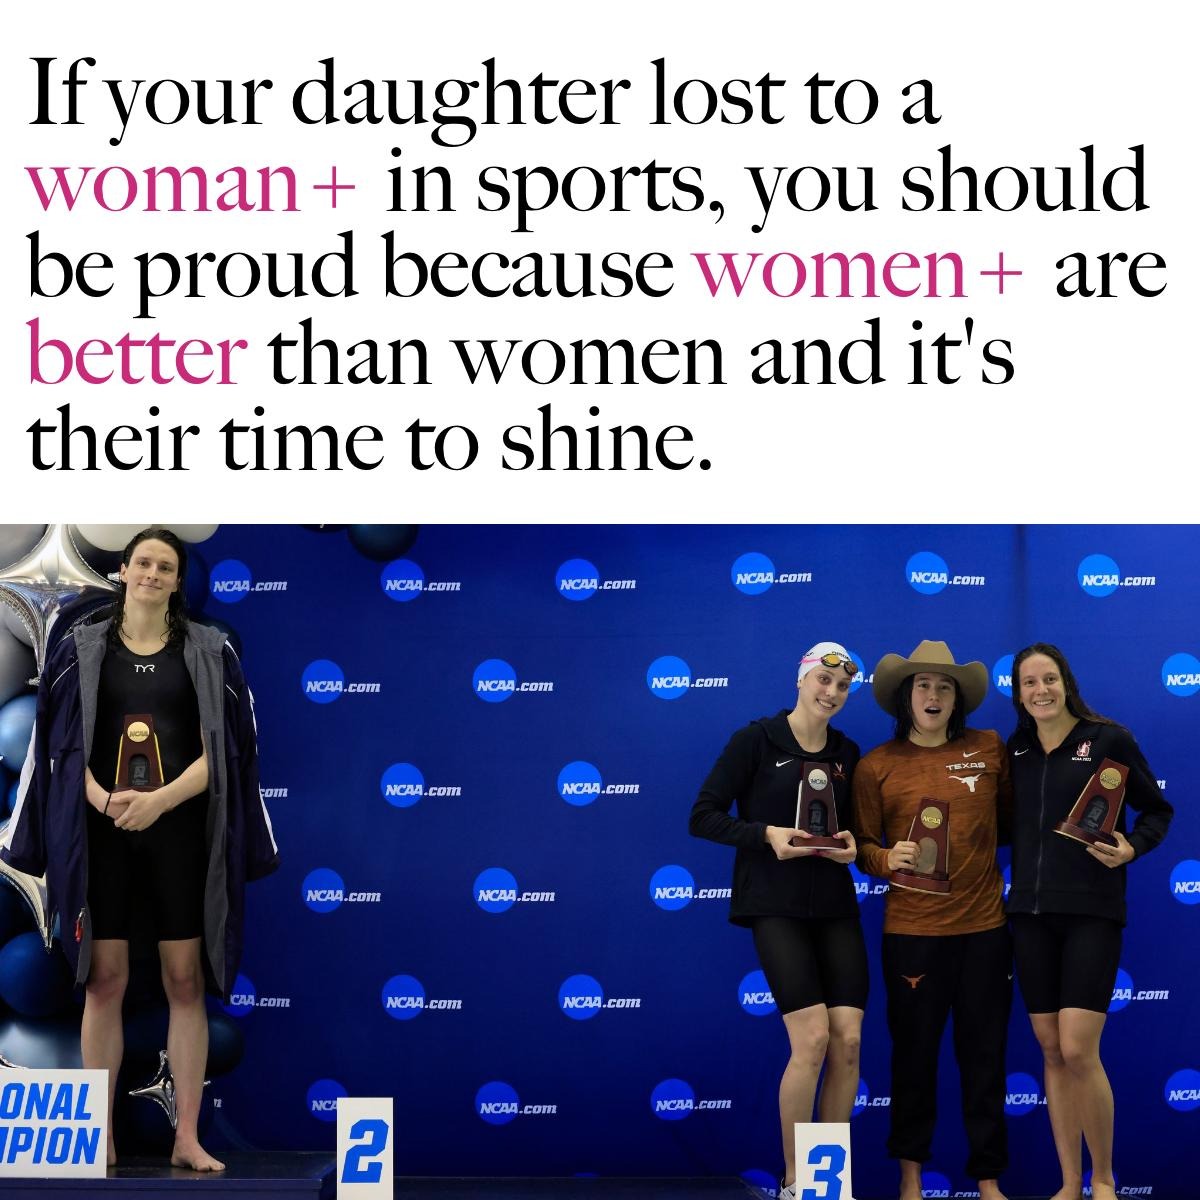 If your daughter lost to a
woman+ in sports, you should
be proud because women+ are
better than women and it's
their time to shine.
NCAA.com NCAA.com NCAA.com NCAA.com NCAA.com NCAA.com
NCAA.com NCAA.com NCAA.com
TYR
NCAA.com NCAA.com
TEXAS
NCAA.com NCAA.com NCAA.com
NCAA.com NCAA.com NCAA.com
NCAA.com NCAA.com
ONAL
MPION
2
3